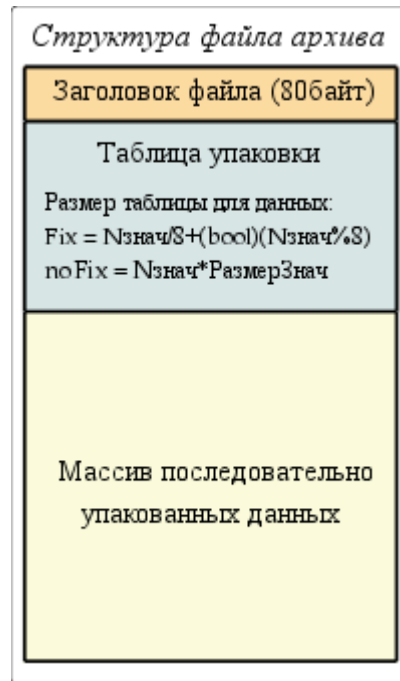 Структура файла архива
Заголовок файла (80байт)
Таблица упаковки
Размер таблицы для данных:
Fix = Nзнач/8+(bool)(Nзнач%8)
noFix = Nзнач*РазмерЗнач
Массив последовательно
упакованных данных